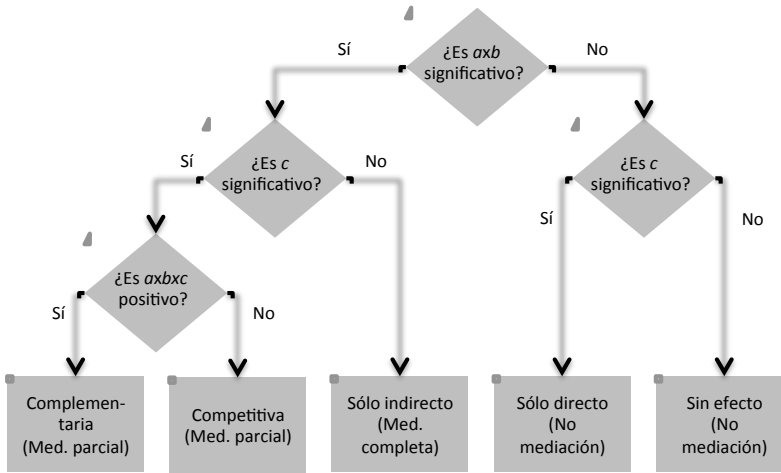 ¿Es axb
significativo?
Sí
No
¿Es c
significativo?
Sí
No
¿Es c
significativo?
Sí
No
¿Es axbxc
positivo?
Sí
No
Complemen-
taria
(Med. parcial)
Competitiva
(Med. parcial)
Sólo indirecto
(Med.
completa)
Sólo directo
(No
mediación)
Sin efecto
(No
mediación)